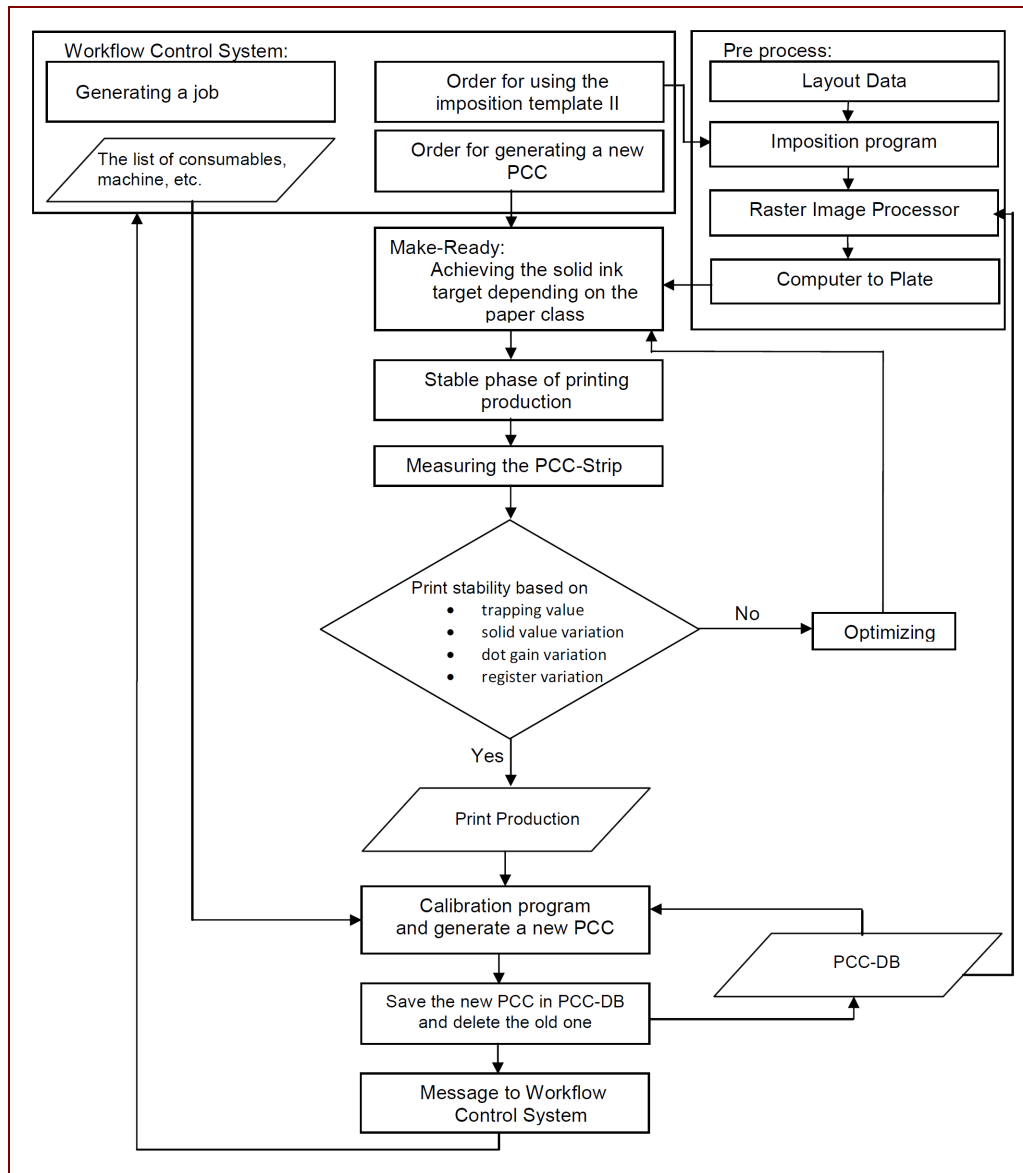 Workflow Control System:
Generating a job
The list of consumables,
machine, etc.
Order for using the
imposition template II
Order for generating a new
PCC
Pre process:
Layout Data
Imposition program
Raster Image Processor
Computer to Plate
Make-Ready:
Achieving the solid ink
target depending on the
paper class
Stable phase of printing
production
Measuring the PCC-Strip
Print stability based on
• trapping value
• solid value variation
• dot gain variation
• register variation
No
Optimizing
Yes
Print Production
Calibration program
and generate a new PCC
PCC-DB
Save the new PCC in PCC-DB
and delete the old one
Message to Workflow
Control System